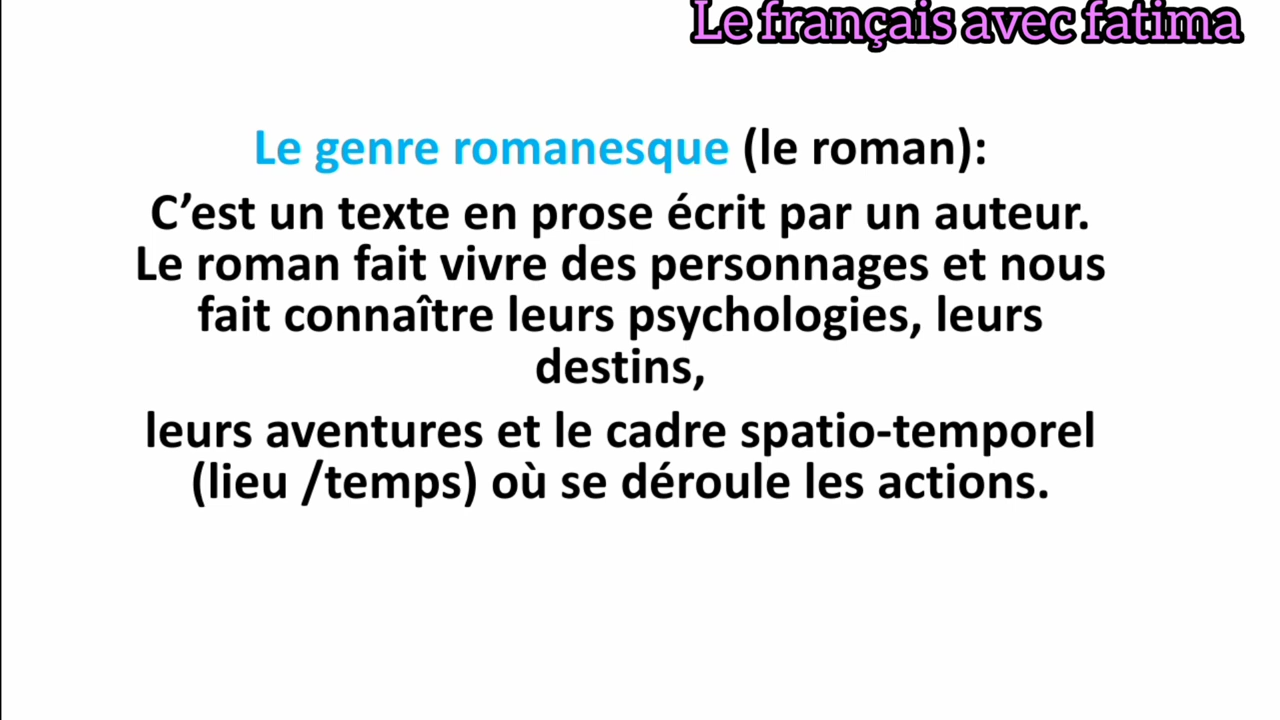 Le français avec fatima
Le genre romanesque (le roman):
C’est un texte en prose écrit par un auteur.
Le roman fait vivre des personnages et nous
fait connaître leurs psychologies, leurs
destins,
leurs aventures et le cadre spatio-temporel
(lieu /temps) où se déroule les actions.